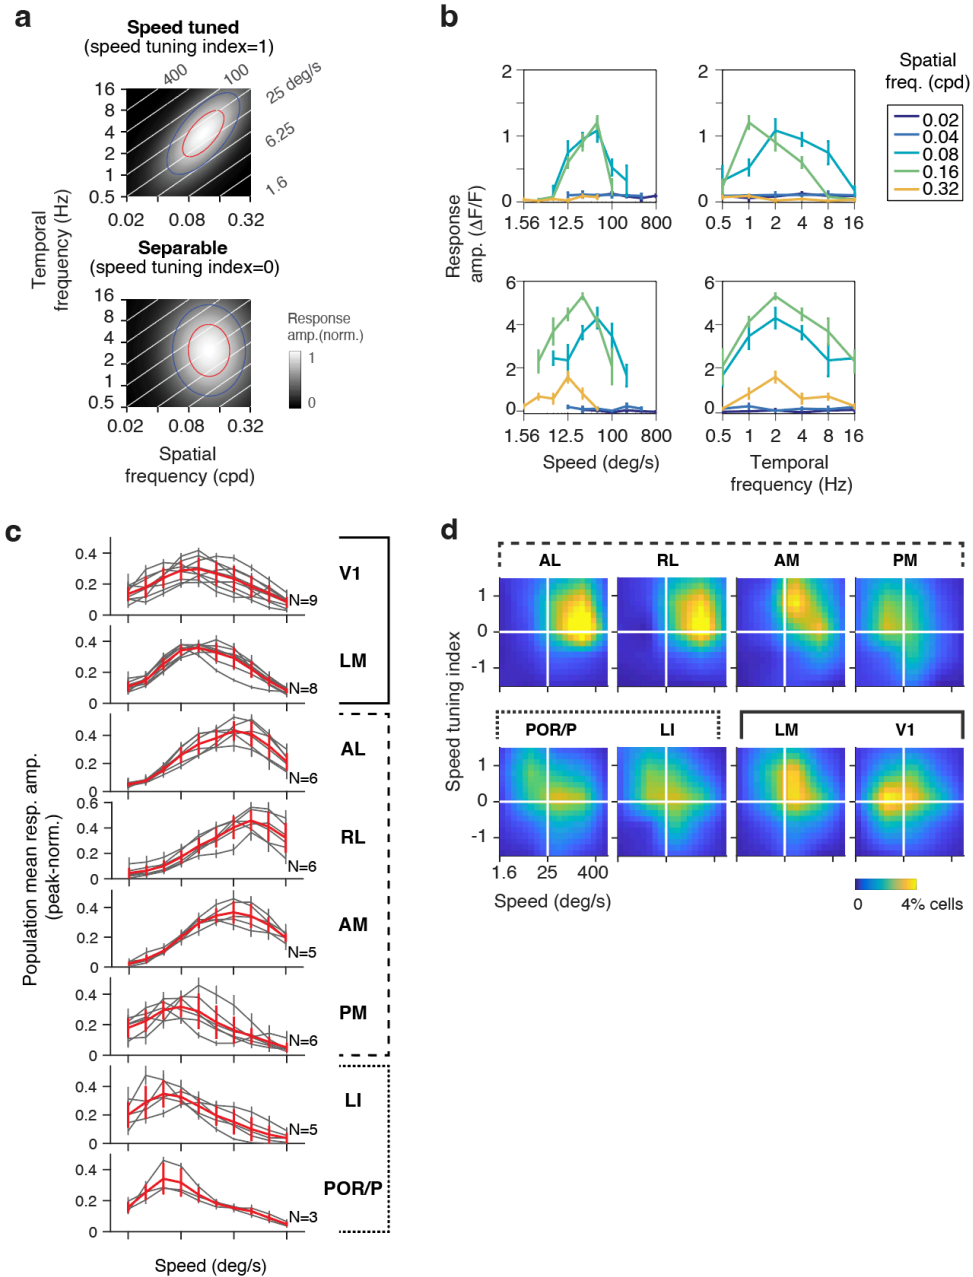 a
Speed tuned
(speed tuning index=1)
400
100
25 deg/s
6.25
1.6
16
8
4
2
1
0.5
0.02
0.08
0.32
Separable
(speed tuning index=0)
16
8
4
2
1
0.5
0.02
0.08
0.32
Temporal
frequency (Hz)
Spatial
frequency (cpd)
Response
amp.(norm.)
1
0
b
2
1
0
1.56
12.5
100
800
2
1
0
0.5
1
2
4
8
16
Response
amp. (ΔF/F)
6
4
2
0
1.56
12.5
100
800
Speed (deg/s)
6
4
2
0
0.5
1
2
4
8
16
Temporal
frequency (Hz)
Spatial
freq. (cpd)
0.02
0.04
0.08
0.16
0.32
c
Population mean resp. amp.
(peak-norm.)
0.4
0.2
0
N=9
V1
0.4
0.2
0
N=8
LM
0.4
0.2
0
N=6
AL
0.6
0.4
0.2
0
N=6
RL
0.4
0.2
0
N=5
AM
0.4
0.2
0
N=6
PM
0.4
0.2
0
N=5
LI
0.4
0.2
0
N=3
POR/P
Speed (deg/s)
d
AL
RL
AM
PM
1
0
-1
Speed tuning index
POR/P
LI
LM
V1
1
0
-1
1.6
25
400
Speed (deg/s)
0
4% cells